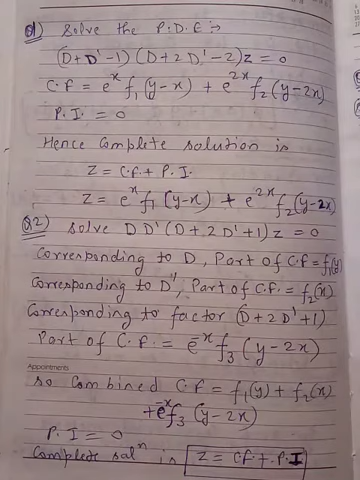 Q1) Solve the P.D.E :→
(D+D'-1) (D+2D'-2)z=0
C.F = e^x f₁(y-x) + e^2x f₂(y-2x)
P.I. = 0
Hence Complete solution is
Z = C.F + P.I.
Z = e^x f₁(y-x) + e^2x f₂(y-2x)
Q2) solve DD'(D+2D'+1)z=0
Corresponding to D, Part of C.F = f₁(y)
Corresponding to D', Part of C.F. = f₂(x)
Corresponding to factor (D+2D'+1)
Part of C.F. = e^-x f₃(y-2x)
Appointments
So Combined C.F = f₁(y) + f₂(x)
+e^-x f₃(y-2x)
P.I = 0
Complete sol^n is Z = C.F. + P.I